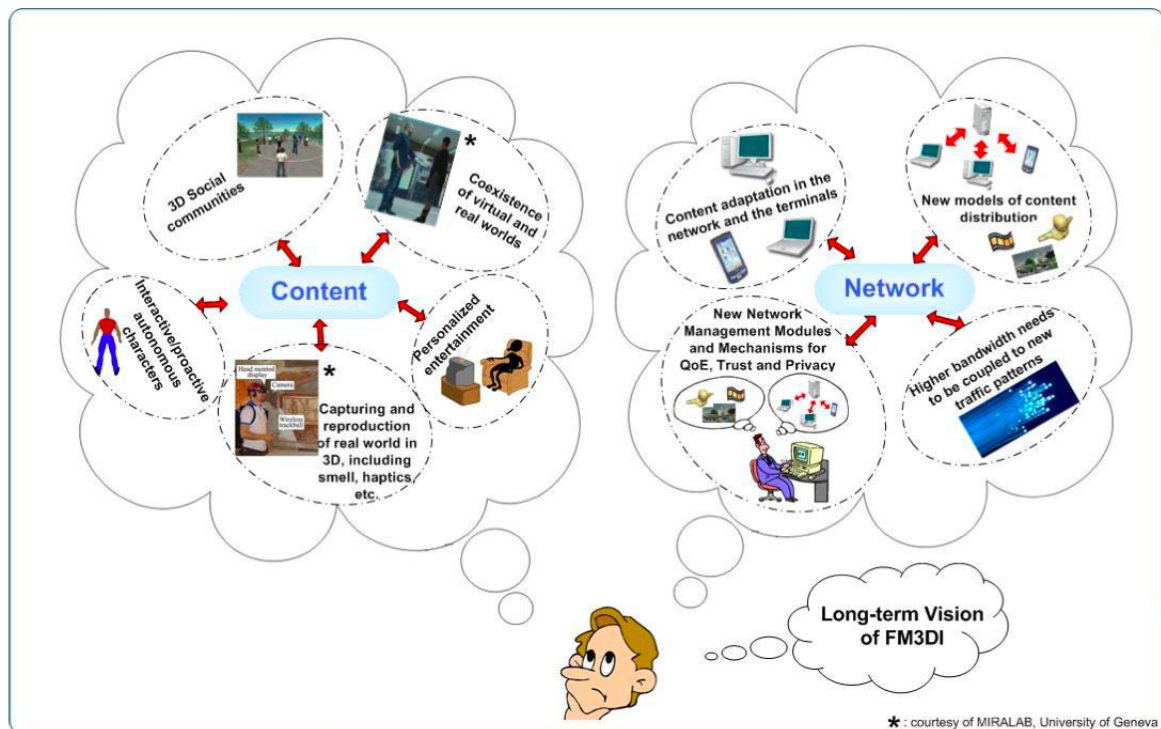 3D Social
communities
*
Coexistence
of virtual and
real worlds
Content
Interactive/proactive
autonomous
characters
Personalized
entertainment
Head monted
display
Camera
Wireless
trackball
*
Capturing and
reproduction
of real world in
3D, including
smell, haptics,
etc.
Content adaptation in the
network and the terminals
New models of content
distribution
Network
New Network
Management Modules
and Mechanisms for
QoE, Trust and Privacy
Higher bandwidth needs
to be coupled to new
traffic patterns
Long-term Vision
of FM3DI
* : courtesy of MIRALAB, University of Geneva